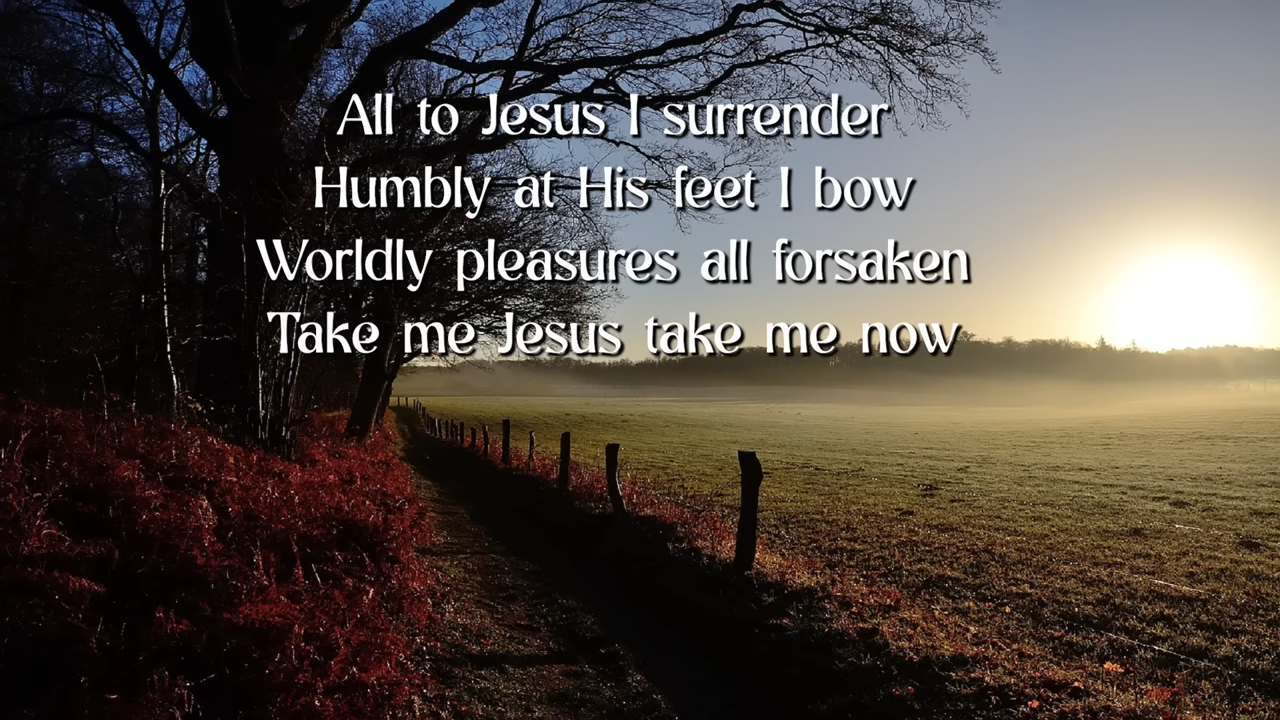 All to Jesus I surrender
Humbly at His feet I bow
Worldly pleasures all forsaken
Take me Jesus take me now